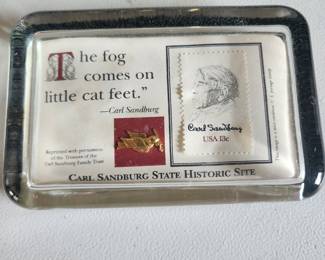 The fog
comes on
little cat feet."
—Carl Sandburg
Reprinted with permission
of the Trustees of the
Carl Sandburg Family Trust
Carl Sandburg
USA 13c
CARL SANDBURG STATE HISTORIC SITE